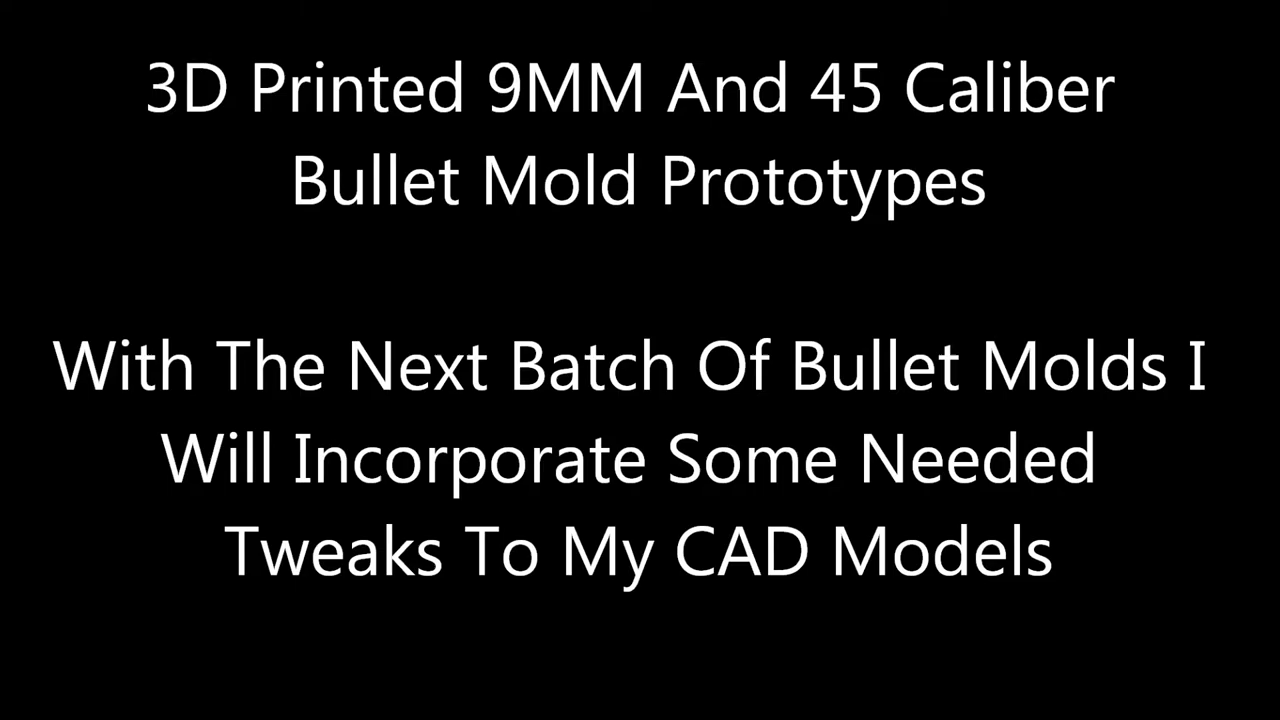 3D Printed 9MM And 45 Caliber
Bullet Mold Prototypes
With The Next Batch Of Bullet Molds I
Will Incorporate Some Needed
Tweaks To My CAD Models